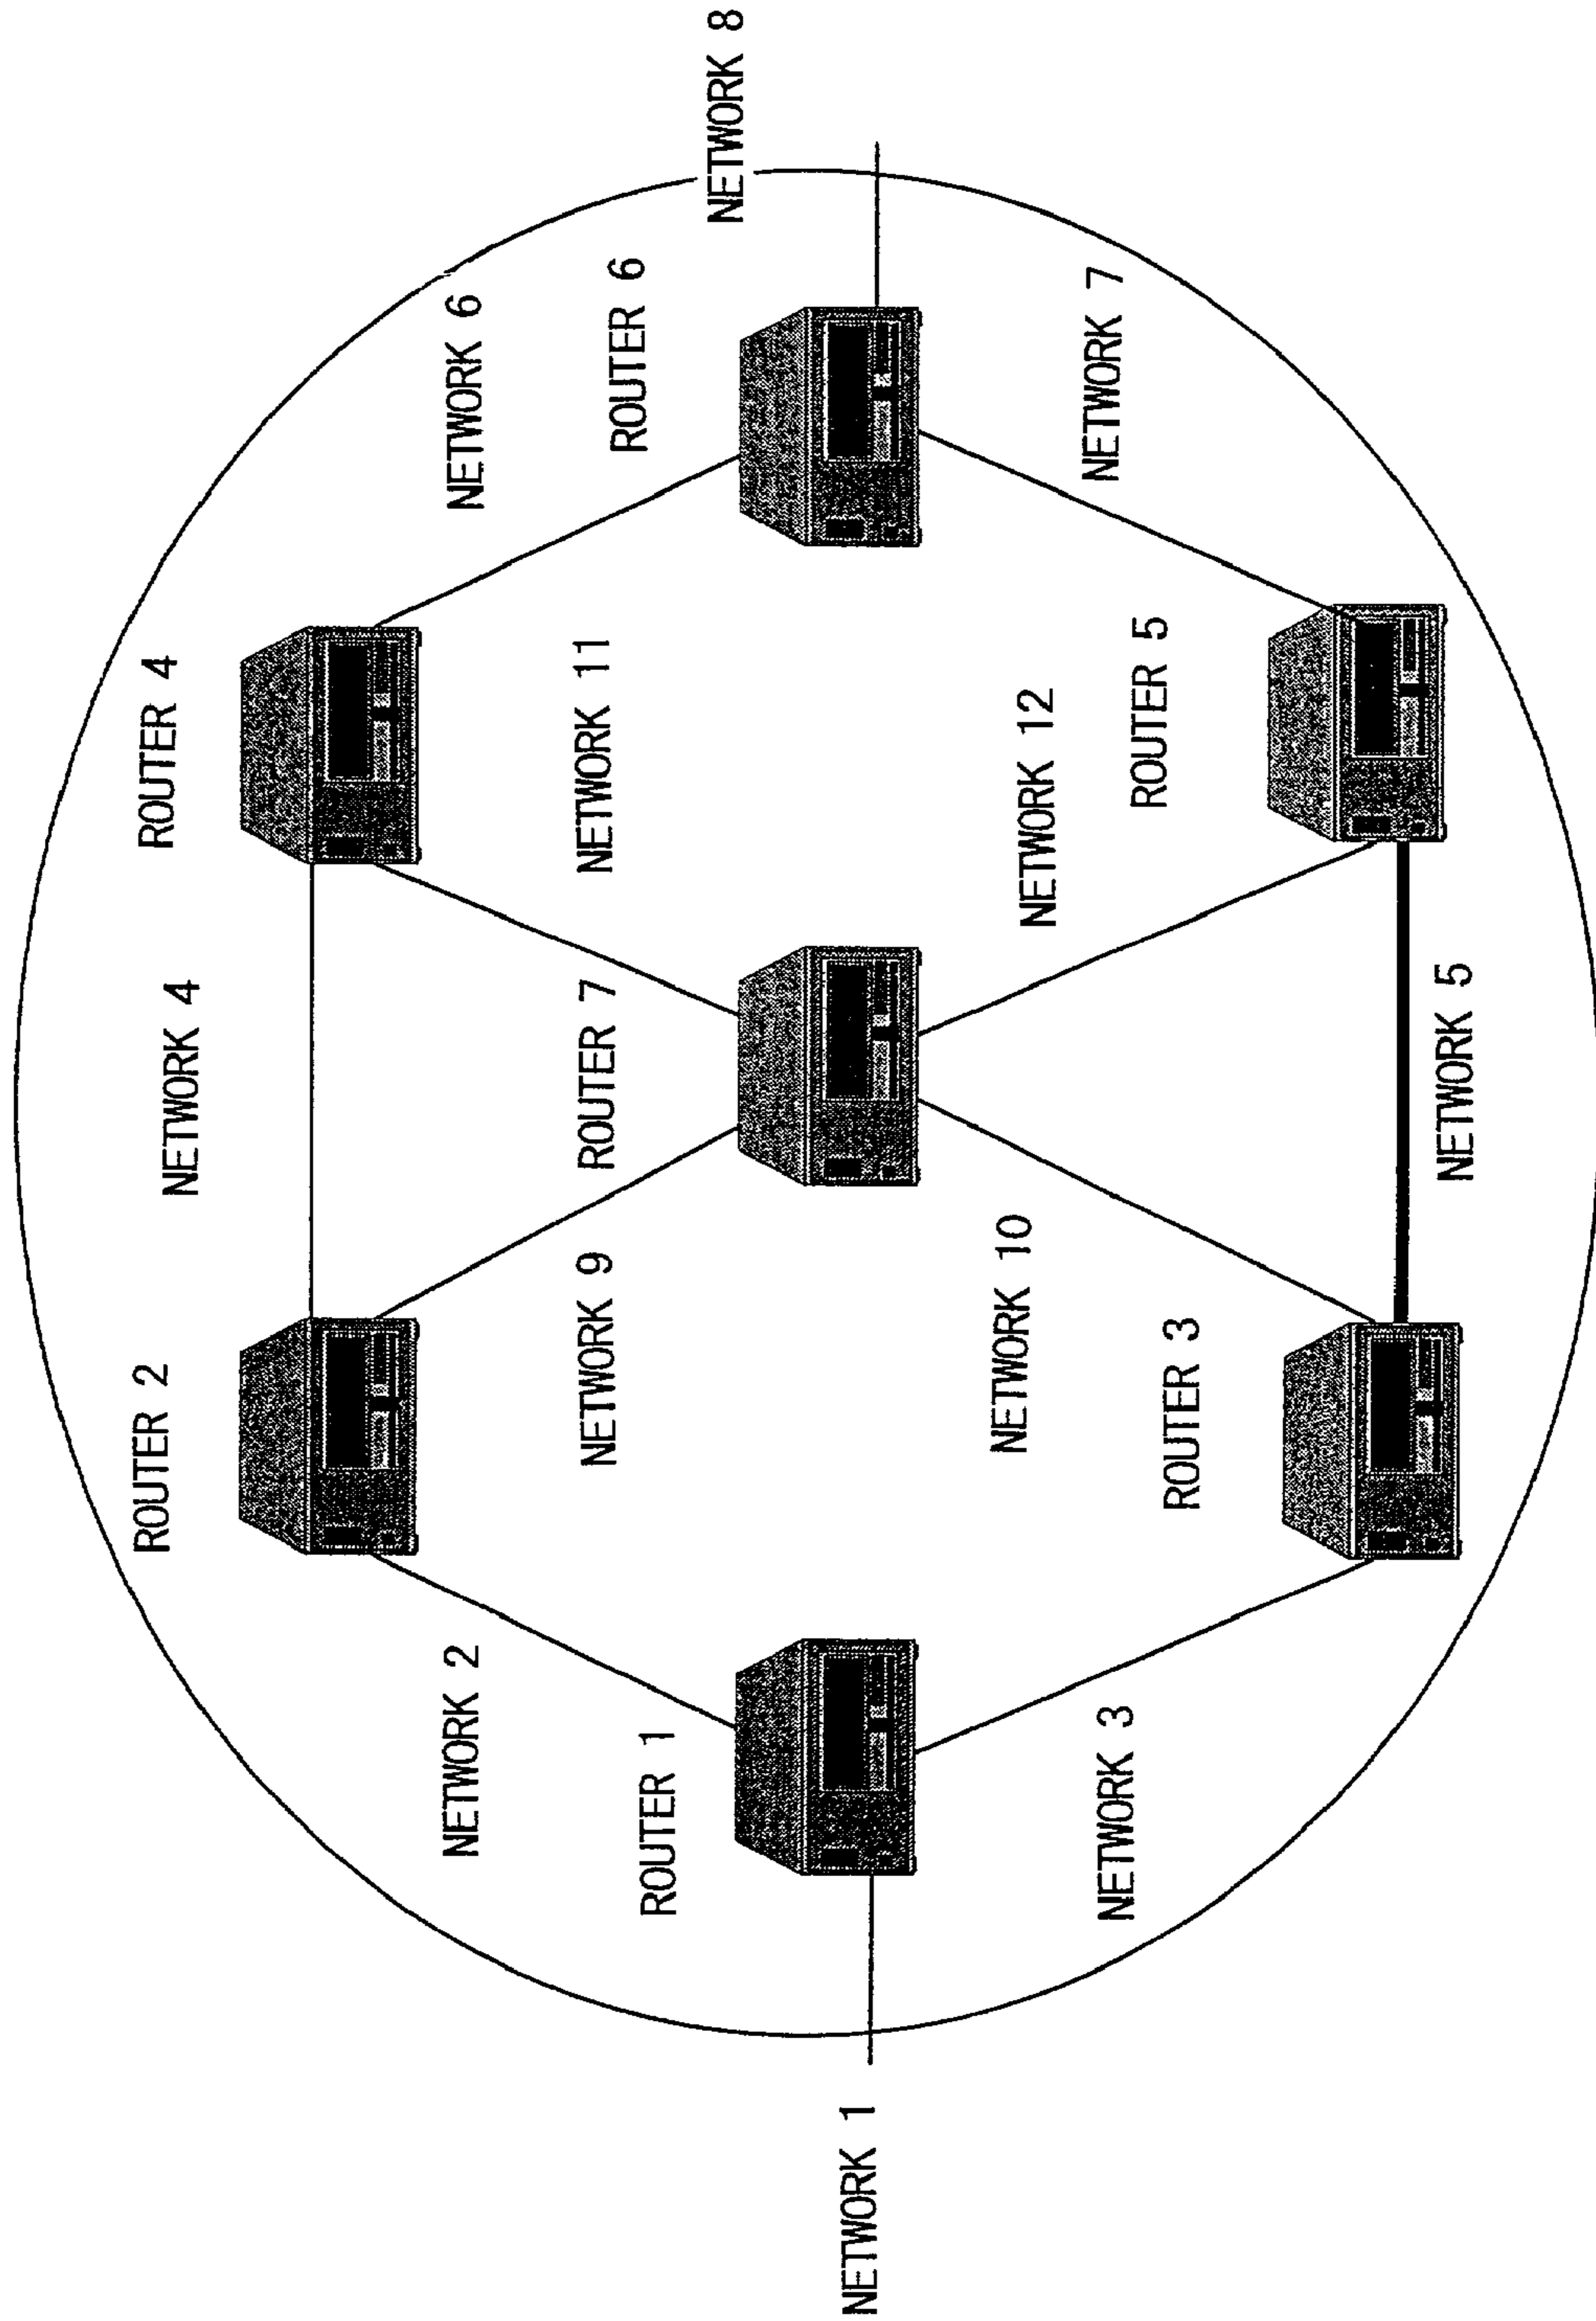 NETWORK 1
ROUTER 1
NETWORK 2
NETWORK 3
ROUTER 2
ROUTER 3
NETWORK 9
NETWORK 10
NETWORK 4
ROUTER 7
NETWORK 5
ROUTER 4
NETWORK 11
NETWORK 12
ROUTER 5
NETWORK 6
ROUTER 6
NETWORK 7
NETWORK 8